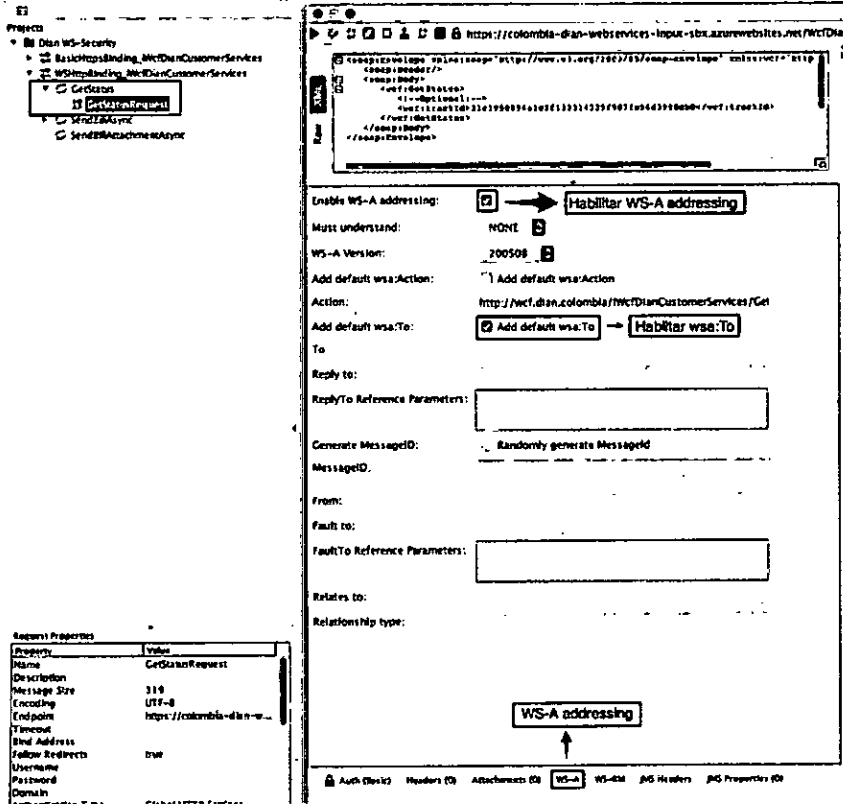 Projects
Dian WS-Security
BasicHttpsBinding_IWcfDianCustomerServices
WSHttpBinding_IWcfDianCustomerServices
GetStatus
GetStatusRequest
SendBillAsync
SendBillAttachmentAsync
https://colombia-dian-webservices-input-sbx.azurewebsites.net/WcfDia
XML
Raw
<soap:Header/>
<soap:Body>
<wcf:GetStatus>
<!--Optional:-->
</wcf:GetStatus>
</soap:Body>
</soap:Envelope>
Enable WS-A addressing:
Habilitar WS-A addressing
Must understand: NONE
WS-A Version: 200508
Add default wsa:Action: Add default wsa:Action
Action: http://wcf.dian.colombia/IWcfDianCustomerServices/Get
Add default wsa:To: Add default wsa:To
Habilitar wsa:To
To
Reply to:
ReplyTo Reference Parameters:
Generate MessageID: Randomly generate MessageId
MessageID:
From:
Fault to:
FaultTo Reference Parameters:
Relates to:
Relationship type:
Request Properties
Property Value
Name GetStatusRequest
Description
Message Size 319
Encoding UTF-8
Endpoint https://colombia-dian-w...
Timeout
Bind Address
Follow Redirects true
Username
Password
Domain
Authentication Type Global HTTP Settings
WS-A addressing
Auth (Basic) Headers (0) Attachments (0) WS-A WS-RM JMS Headers JMS Properties (0)